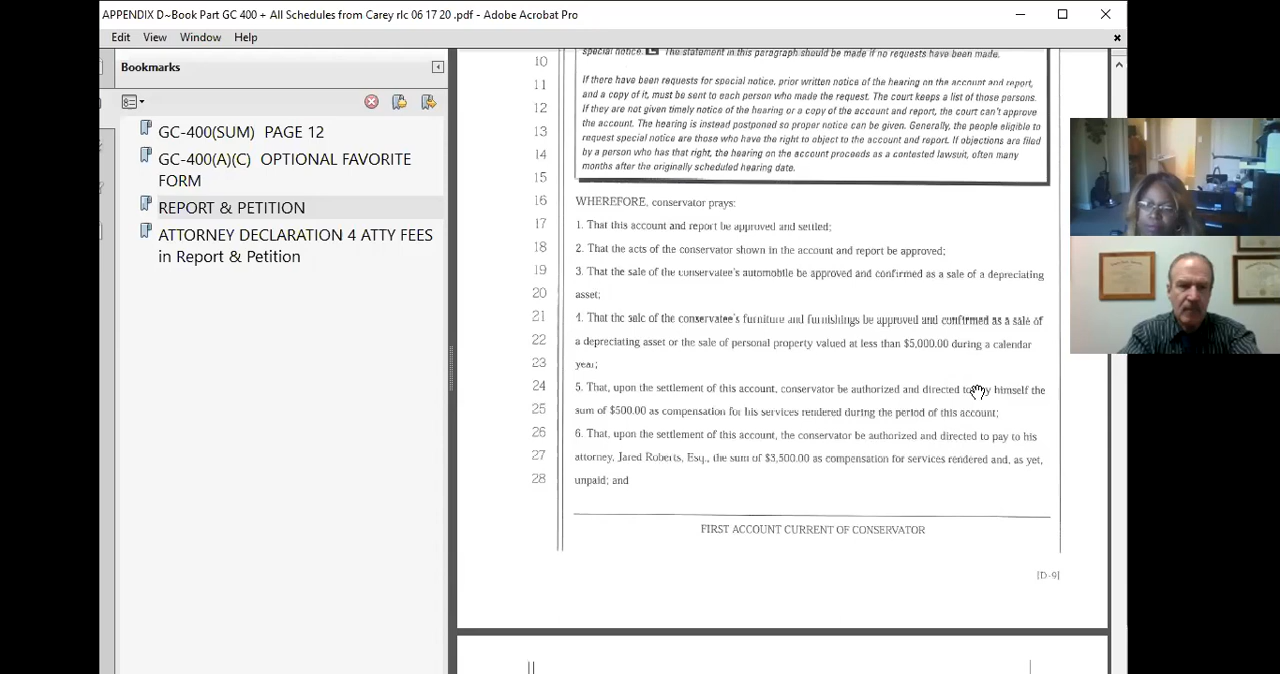 APPENDIX D~Book Part GC 400 + All Schedules from Carey rlc 06 17 20 .pdf - Adobe Acrobat Pro
Edit View Window Help
Bookmarks
GC-400(SUM) PAGE 12
GC-400(A)(C) OPTIONAL FAVORITE
FORM
REPORT & PETITION
ATTORNEY DECLARATION 4 ATTY FEES
in Report & Petition
10 special notice. The statement in this paragraph should be made if no requests have been made.
11 If there have been requests for special notice, prior written notice of the hearing on the account and report,
and a copy of it, must be sent to each person who made the request. The court keeps a list of those persons.
12 If they are not given timely notice of the hearing or a copy of the account and report, the court can't approve
13 the account. The hearing is instead postponed so proper notice can be given. Generally, the people eligible to
request special notice are those who have the right to object to the account and report. If objections are filed
14 by a person who has that right, the hearing on the account proceeds as a contested lawsuit, often many
15 months after the originally scheduled hearing date.
16 WHEREFORE, conservator prays:
17 1. That this account and report be approved and settled;
18 2. That the acts of the conservator shown in the account and report be approved;
19 3. That the sale of the conservatee's automobile be approved and confirmed as a sale of a depreciating
20 asset;
21 4. That the sale of the conservatee's furniture and furnishings be approved and confirmed as a sale of
22 a depreciating asset or the sale of personal property valued at less than $5,000.00 during a calendar
23 year;
24 5. That, upon the settlement of this account, conservator be authorized and directed to himself the
25 sum of $500.00 as compensation for his services rendered during the period of this account;
26 6. That, upon the settlement of this account, the conservator be authorized and directed to pay to his
27 attorney, Jared Roberts, Esq., the sum of $3,500.00 as compensation for services rendered and, as yet,
28 unpaid; and
FIRST ACCOUNT CURRENT OF CONSERVATOR
[D-9]